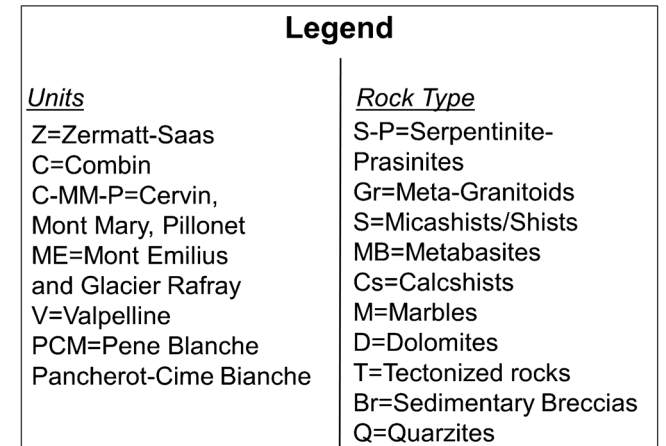 Legend
Units
Z=Zermatt-Saas
C=Combin
C-MM-P=Cervin,
Mont Mary, Pillonet
ME=Mont Emilius
and Glacier Rafray
V=Valpelline
PCM=Pene Blanche
Pancherot-Cime Bianche
Rock Type
S-P=Serpentinite-
Prasinites
Gr=Meta-Granitoids
S=Micashists/Shists
MB=Metabasites
Cs=Calcshists
M=Marbles
D=Dolomites
T=Tectonized rocks
Br=Sedimentary Breccias
Q=Quarzites